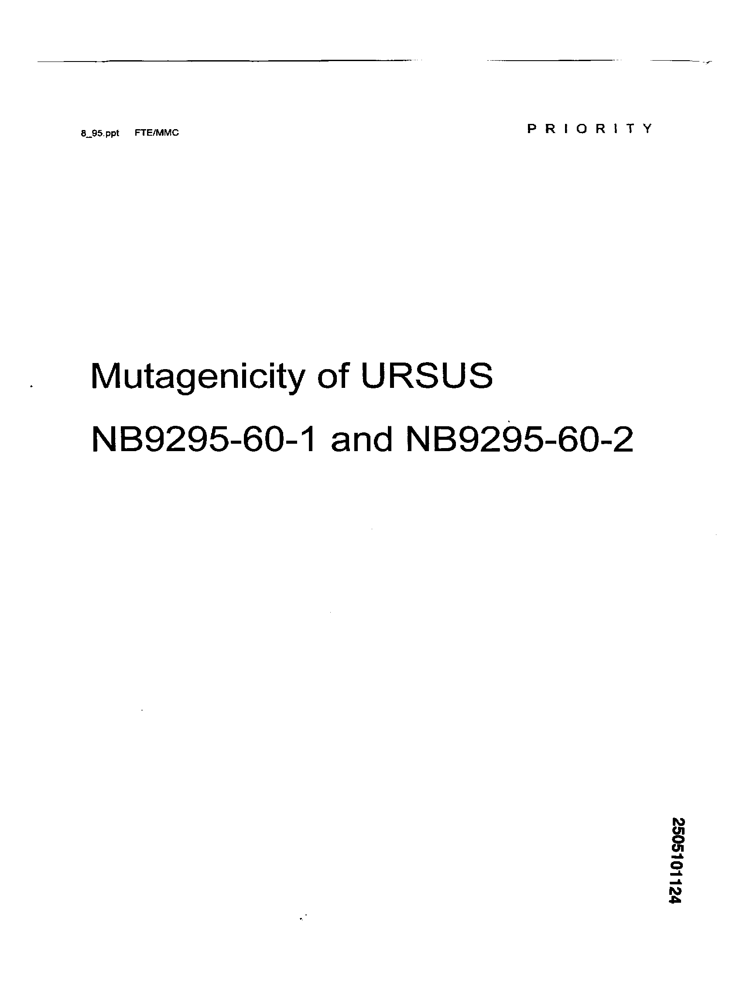 8_95.ppt FTE/MMC
PRIORITY
Mutagenicity of URSUS
NB9295-60-1 and NB9295-60-2
2505101124